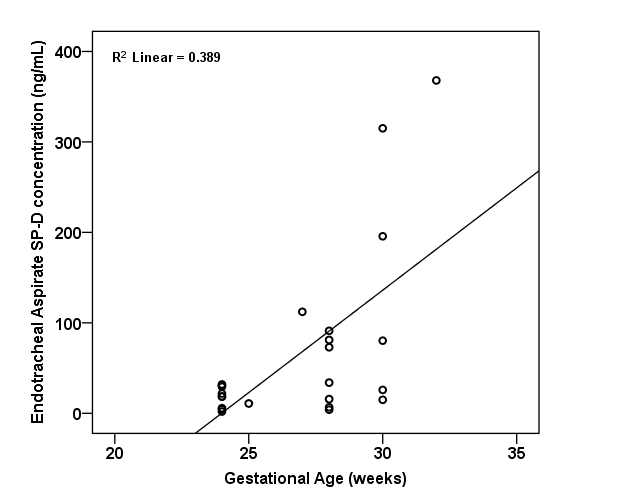 R² Linear = 0.389
Endotracheal Aspirate SP-D concentration (ng/mL)
400
300
200
100
0
20 25 30 35
Gestational Age (weeks)